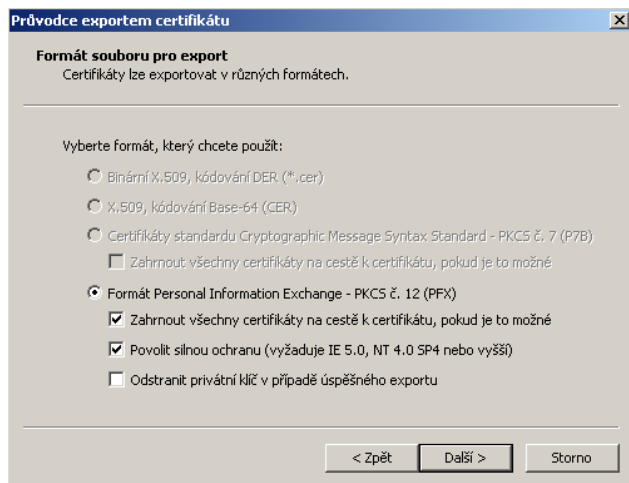 Průvodce exportem certifikátu
Formát souboru pro export
Certifikáty lze exportovat v různých formátech.
Vyberte formát, který chcete použít:
Binární X.509, kódování DER (*.cer)
X.509, kódování Base-64 (CER)
Certifikáty standardu Cryptographic Message Syntax Standard - PKCS č. 7 (P7B)
Zahrnout všechny certifikáty na cestě k certifikátu, pokud je to možné
Formát Personal Information Exchange - PKCS č. 12 (PFX)
Zahrnout všechny certifikáty na cestě k certifikátu, pokud je to možné
Povolit silnou ochranu (vyžaduje IE 5.0, NT 4.0 SP4 nebo vyšší)
Odstranit privátní klíč v případě úspěšného exportu
< Zpět Další > Storno